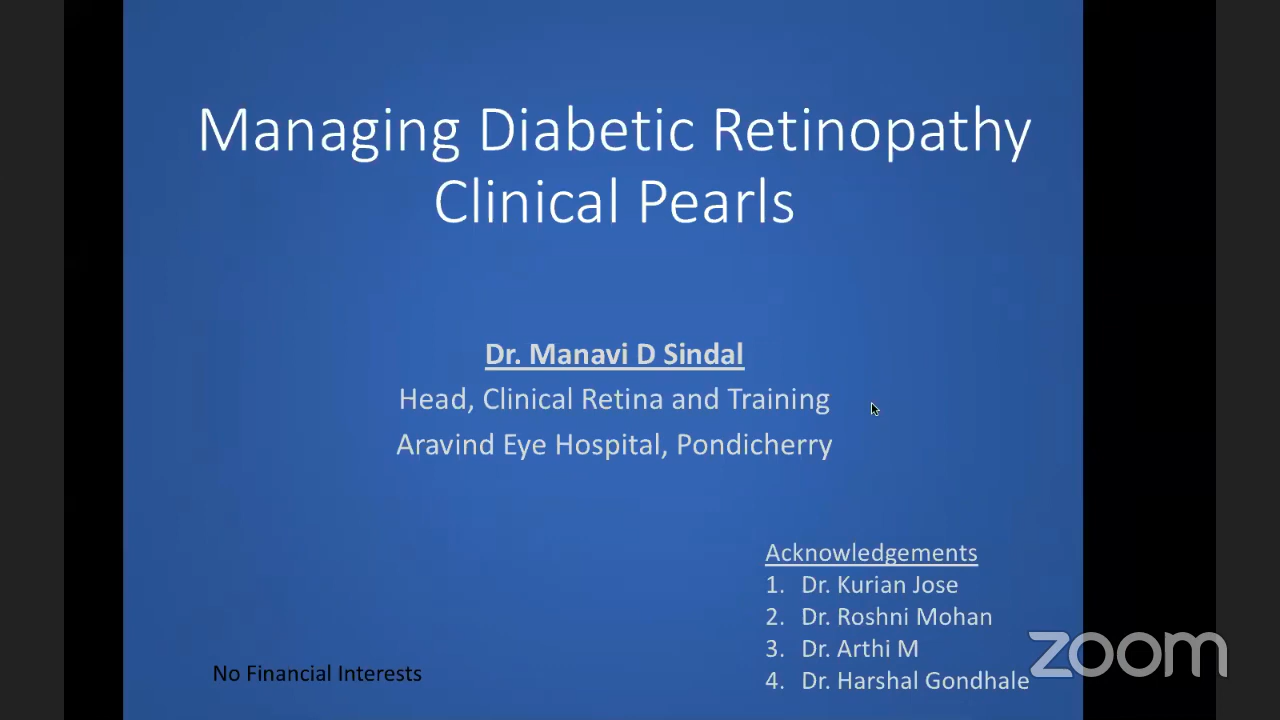 Managing Diabetic Retinopathy
Clinical Pearls
Dr. Manavi D Sindal
Head, Clinical Retina and Training
Aravind Eye Hospital, Pondicherry
Acknowledgements
1. Dr. Kurian Jose
2. Dr. Roshni Mohan
3. Dr. Arthi M
4. Dr. Harshal Gondhale
No Financial Interests
zoom